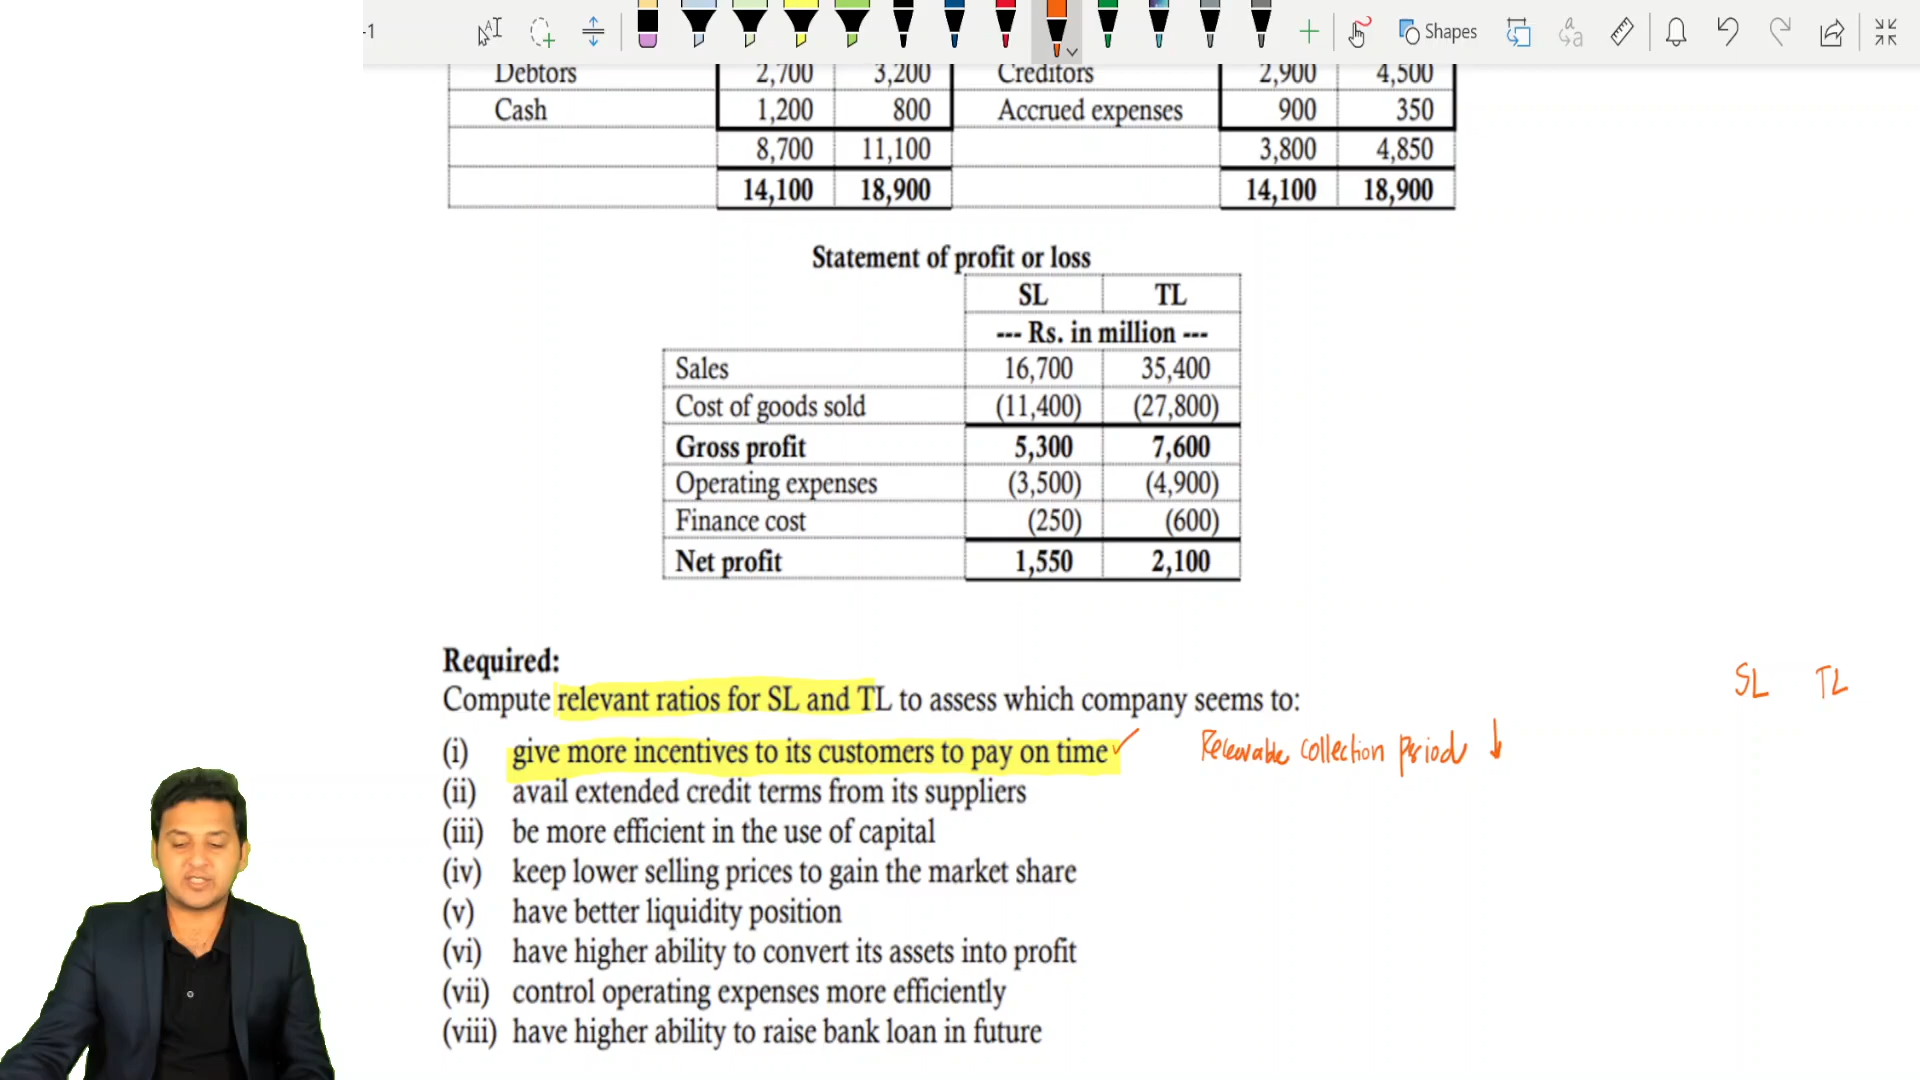 -1
Shapes
Debtors 2,700 3,200 Creditors 2,900 4,500
Cash 1,200 800 Accrued expenses 900 350
8,700 11,100 3,800 4,850
14,100 18,900 14,100 18,900
Statement of profit or loss
SL TL
--- Rs. in million ---
Sales 16,700 35,400
Cost of goods sold (11,400) (27,800)
Gross profit 5,300 7,600
Operating expenses (3,500) (4,900)
Finance cost (250) (600)
Net profit 1,550 2,100
Required:
SL TL
Compute relevant ratios for SL and TL to assess which company seems to:
(i) give more incentives to its customers to pay on time Receivable collection period
(ii) avail extended credit terms from its suppliers
(iii) be more efficient in the use of capital
(iv) keep lower selling prices to gain the market share
(v) have better liquidity position
(vi) have higher ability to convert its assets into profit
(vii) control operating expenses more efficiently
(viii) have higher ability to raise bank loan in future